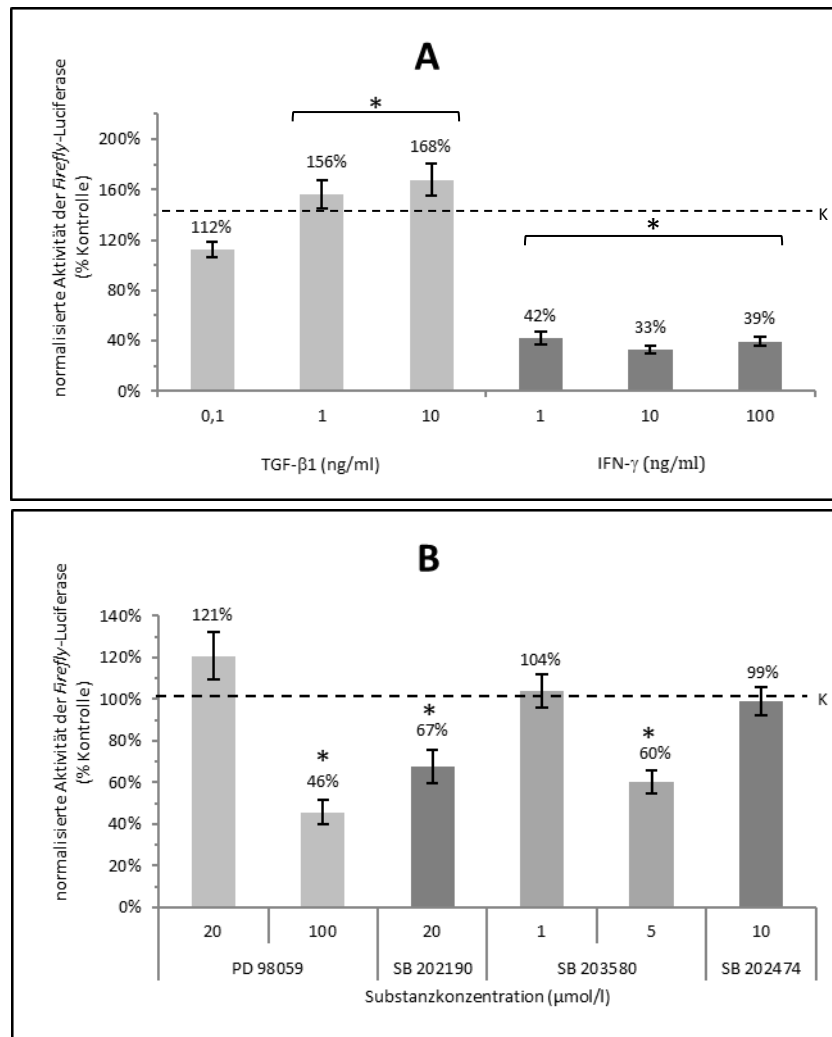 A
normalisierte Aktivität der Firefly-Luciferase
(% Kontrolle)
200%
160%
120%
80%
40%
0%
*
112%
156%
168%
K
*
42%
33%
39%
0,1 1 10 1 10 100
TGF-β1 (ng/ml) IFN-γ (ng/ml)
B
normalisierte Aktivität der Firefly-Luciferase
(% Kontrolle)
140%
120%
100%
80%
60%
40%
20%
0%
121%
*
46%
*
67%
104%
*
60%
99%
K
20 100 20 1 5 10
PD 98059 SB 202190 SB 203580 SB 202474
Substanzkonzentration (µmol/l)